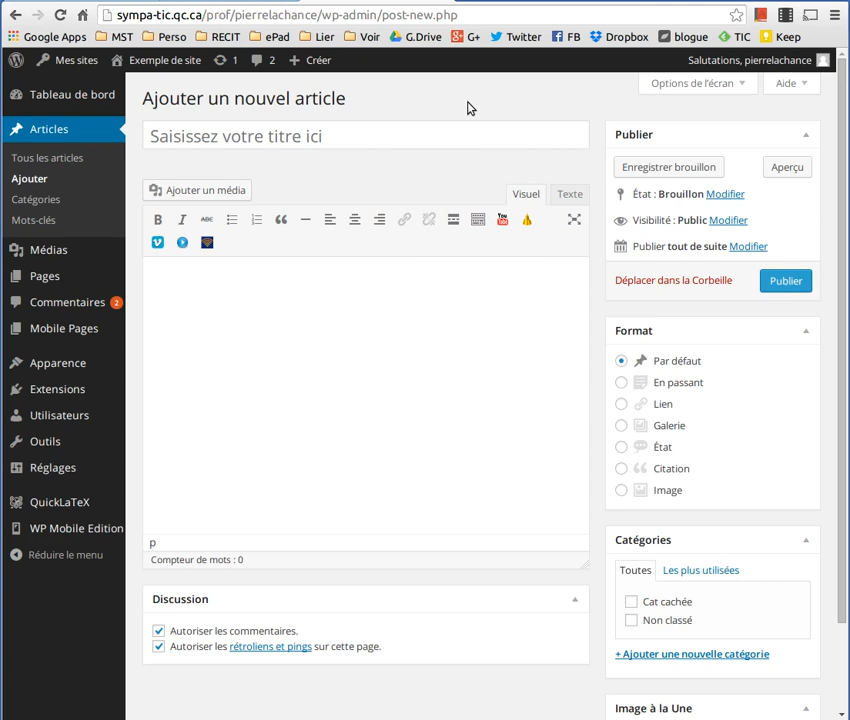 sympa-tic.qc.ca/prof/pierrelachance/wp-admin/post-new.php
Google Apps MST Perso RECIT ePad Lier Voir G.Drive G+ Twitter FB Dropbox blogue TIC Keep
Mes sites Exemple de site 1 2 + Créer Salutations, pierrelachance
Options de l'écran Aide
Tableau de bord
Articles
Tous les articles
Ajouter
Catégories
Mots-clés
Médias
Pages
Commentaires 2
Mobile Pages
Apparence
Extensions
Utilisateurs
Outils
Réglages
QuickLaTeX
WP Mobile Edition
Réduire le menu
Ajouter un nouvel article
Saisissez votre titre ici
Ajouter un média
Visuel Texte
B I ABC
You Tube
p
Compteur de mots : 0
Discussion
Autoriser les commentaires.
Autoriser les rétroliens et pings sur cette page.
Publier
Enregistrer brouillon Aperçu
État : Brouillon Modifier
Visibilité : Public Modifier
Publier tout de suite Modifier
Déplacer dans la Corbeille Publier
Format
Par défaut
En passant
Lien
Galerie
État
Citation
Image
Catégories
Toutes Les plus utilisées
Cat cachée
Non classé
+ Ajouter une nouvelle catégorie
Image à la Une